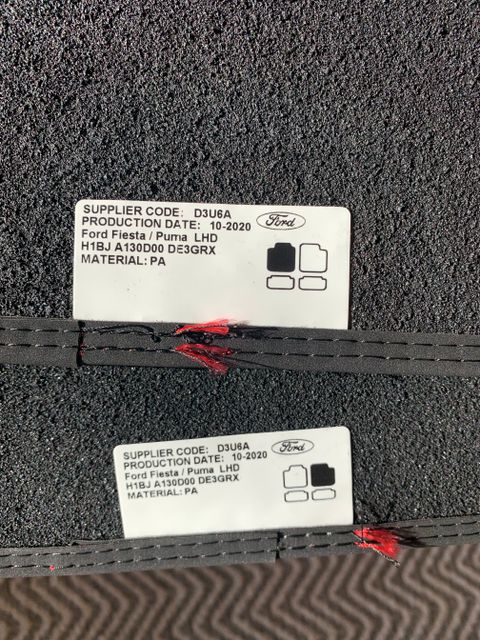 SUPPLIER CODE: D3U6A
PRODUCTION DATE: 10-2020
Ford
Ford Fiesta / Puma LHD
H1BJ A130D00 DE3GRX
MATERIAL: PA
SUPPLIER CODE: D3U6A
PRODUCTION DATE: 10-2020
Ford
Ford Fiesta / Puma LHD
H1BJ A130D00 DE3GRX
MATERIAL: PA